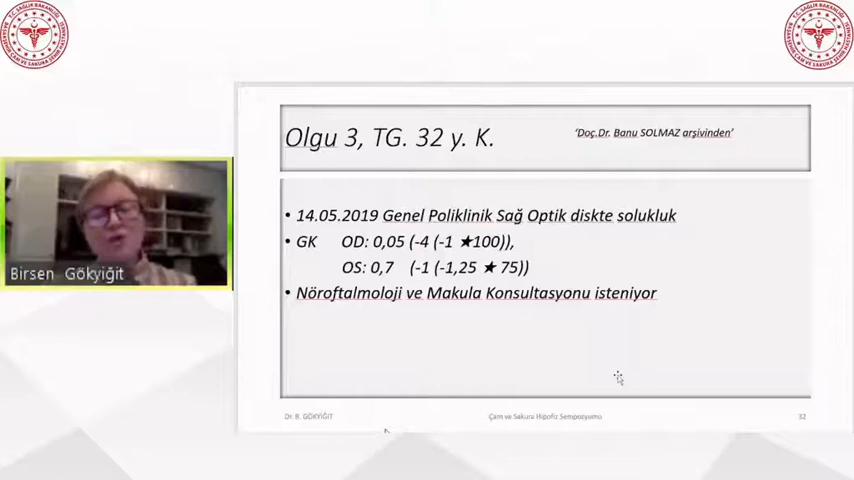 Olgu 3, TG. 32 y. K.
‘Doç.Dr. Banu SOLMAZ arşivinden’
• 14.05.2019 Genel Poliklinik Sağ Optik diskte solukluk
• GK OD: 0,05 (-4 (-1 ★100)),
OS: 0,7 (-1 (-1,25 ★ 75))
• Nöroftalmoloji ve Makula Konsultasyonu isteniyor
Birsen Gökyiğit
Dr. B. GÖKYİĞİT
Çam ve Sakura Hipofiz Sempozyumu
32